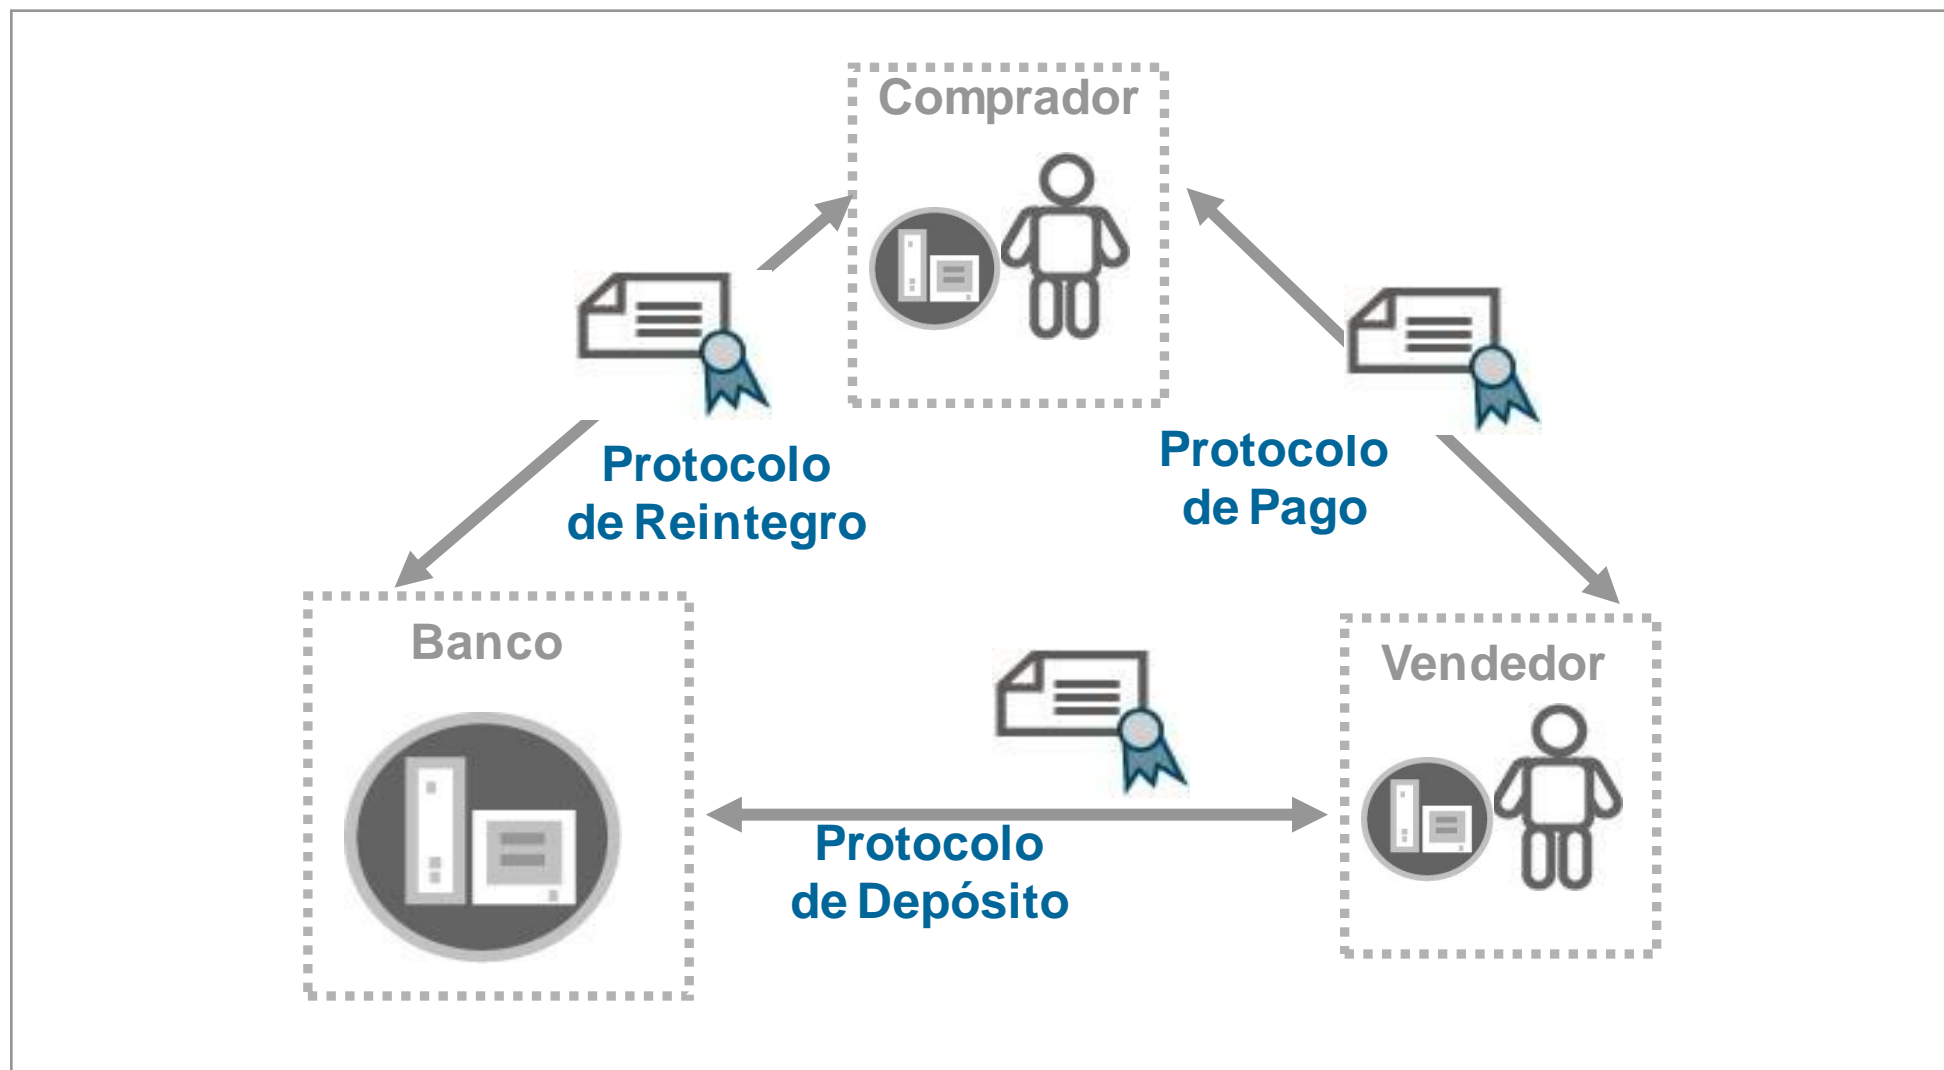 Comprador
Protocolo
de Reintegro
Protocolo
de Pago
Banco
Vendedor
Protocolo
de Depósito